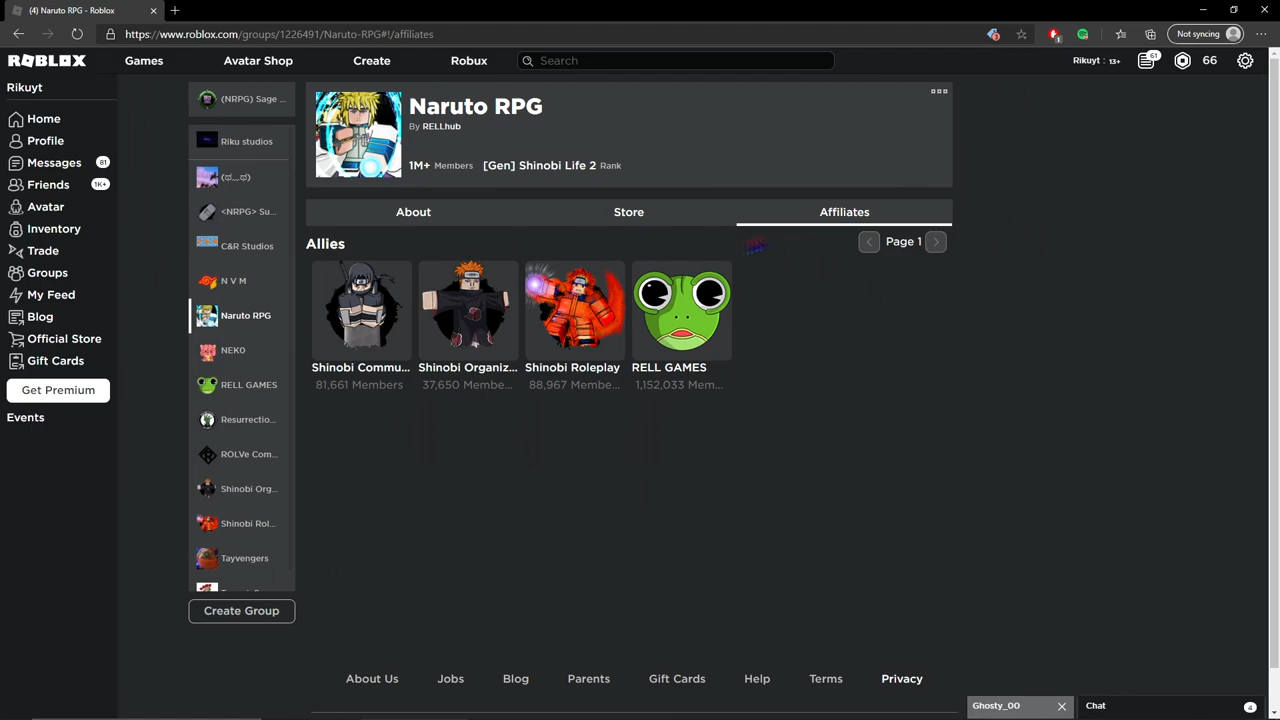 (4) Naruto RPG - Roblox
https://www.roblox.com/groups/1226491/Naruto-RPG#!/affiliates
1
Not syncing
ROBLOX
Games
Avatar Shop
Create
Robux
Search
Rikuyt : 13+
61
66
Rikuyt
Home
Profile
Messages 81
Friends 1K+
Avatar
Inventory
Trade
Groups
My Feed
Blog
Official Store
Gift Cards
Get Premium
Events
(NRPG) Sage ...
Riku studios
<NRPG> Su...
C&R Studios
N V M
Naruto RPG
NEK0
RELL GAMES
Resurrectio...
ROLVe Com...
Shinobi Org...
Shinobi Rol...
Tayvengers
Create Group
Naruto RPG
By RELLhub
1M+ Members
[Gen] Shinobi Life 2 Rank
About
Store
Affiliates
Allies
Page 1
Shinobi Commu...
81,661 Members
Shinobi Organiz...
37,650 Membe...
Shinobi Roleplay
88,967 Membe...
RELL GAMES
1,152,033 Mem...
About Us
Jobs
Blog
Parents
Gift Cards
Help
Terms
Privacy
Ghosty_00
Chat
4